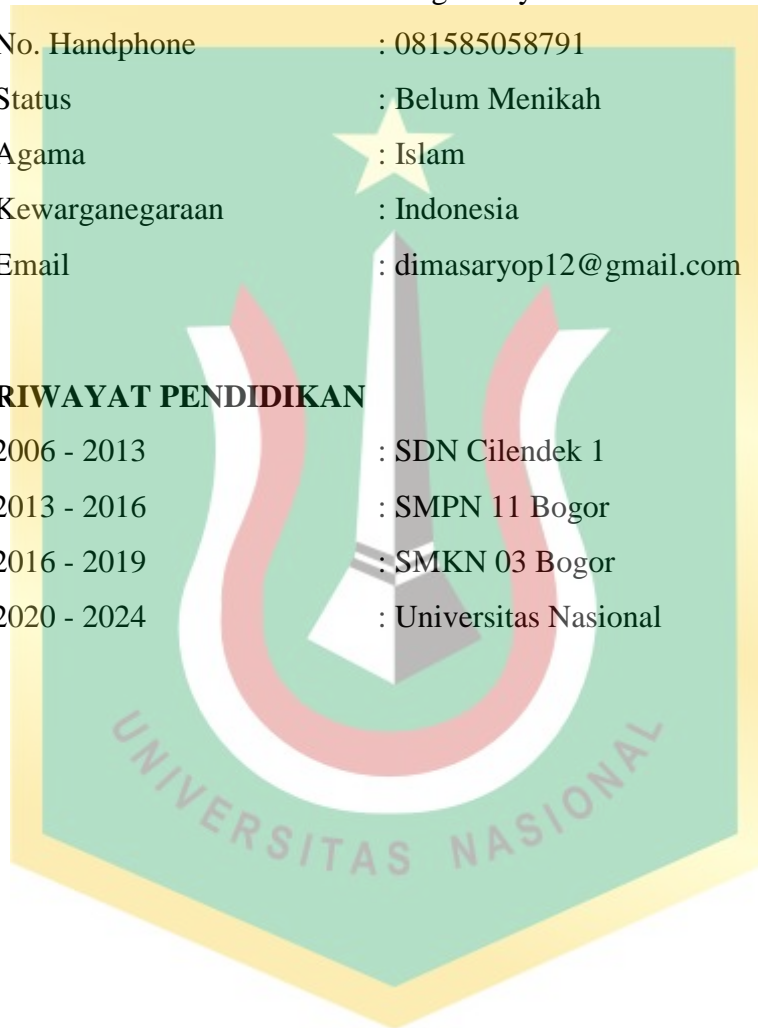 No. Handphone : 081585058791
Status : Belum Menikah
Agama : Islam
Kewarganegaraan : Indonesia
Email : dimasaryop12@gmail.com
RIWAYAT PENDIDIKAN
2006 - 2013 : SDN Cilendek 1
2013 - 2016 : SMPN 11 Bogor
2016 - 2019 : SMKN 03 Bogor
2020 - 2024 : Universitas Nasional
UNIVERSITAS NASIONAL